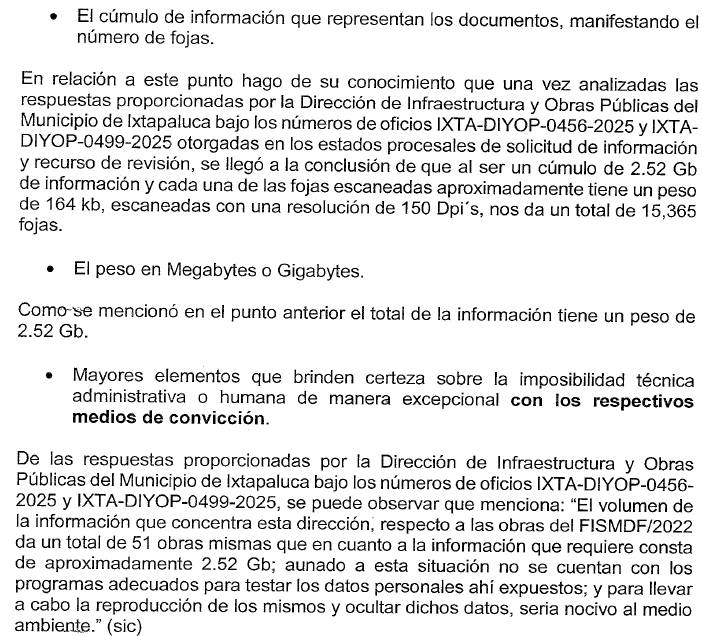 • El cúmulo de información que representan los documentos, manifestando el
número de fojas.
En relación a este punto hago de su conocimiento que una vez analizadas las
respuestas proporcionadas por la Dirección de Infraestructura y Obras Públicas del
Municipio de Ixtapaluca bajo los números de oficios IXTA-DIYOP-0456-2025 y IXTA-
DIYOP-0499-2025 otorgadas en los estados procesales de solicitud de información
y recurso de revisión, se llegó a la conclusión de que al ser un cúmulo de 2.52 Gb
de información y cada una de las fojas escaneadas aproximadamente tiene un peso
de 164 kb, escaneadas con una resolución de 150 Dpi´s, nos da un total de 15,365
fojas.
• El peso en Megabytes o Gigabytes.
Como se mencionó en el punto anterior el total de la información tiene un peso de
2.52 Gb.
• Mayores elementos que brinden certeza sobre la imposibilidad técnica
administrativa o humana de manera excepcional con los respectivos
medios de convicción.
De las respuestas proporcionadas por la Dirección de Infraestructura y Obras
Públicas del Municipio de Ixtapaluca bajo los números de oficios IXTA-DIYOP-0456-
2025 y IXTA-DIYOP-0499-2025, se puede observar que menciona: “El volumen de
la información que concentra esta dirección, respecto a las obras del FISMDF/2022
da un total de 51 obras mismas que en cuanto a la información que requiere consta
de aproximadamente 2.52 Gb; aunado a esta situación no se cuentan con los
programas adecuados para testar los datos personales ahí expuestos; y para llevar
a cabo la reproducción de los mismos y ocultar dichos datos, seria nocivo al medio
ambiente.” (sic)